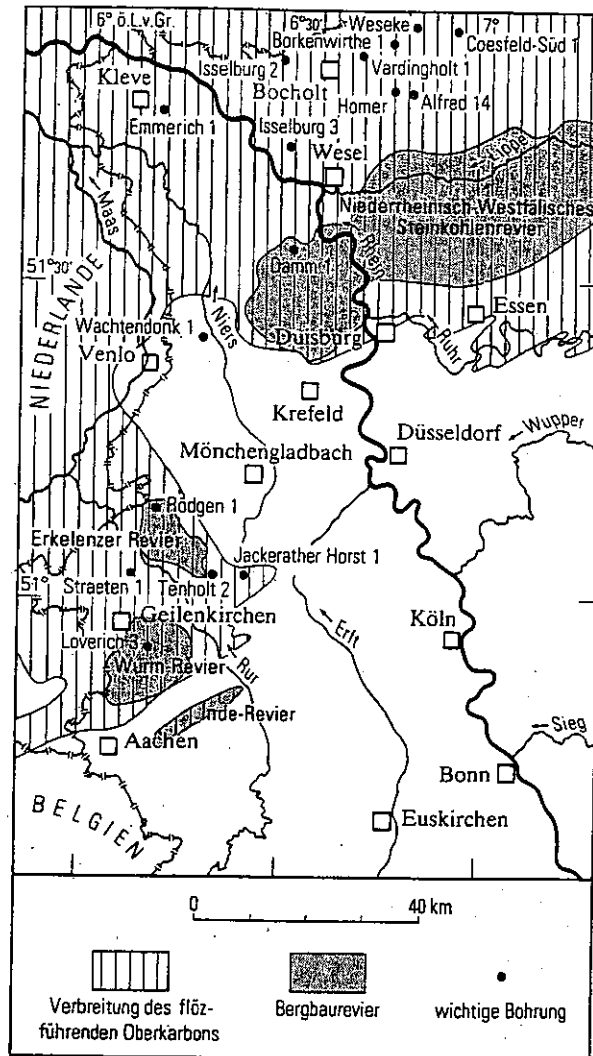 6° ö.L.v.Gr.
6°30'
Weseke
7°
Borkenwirthe 1
Coesfeld-Süd 1
Isselburg 2
Kleve
Vardingholt 1
Bocholt
Homer
Alfred 14
Emmerich 1
Isselburg 3
Wesel
Lippe
Maas
Niederrheinisch-Westfälisches
Steinkohlenrevier
Rhein
Damm 1
51°30'
NIEDERLANDE
Essen
Wachtendonk 1
Niers
Duisburg
Ruhr
Venlo
Krefeld
Wupper
Düsseldorf
Mönchengladbach
Rödgen 1
Erkelenzer Revier
Jackerather Horst 1
51°
Straeten 1
Tenholt 2
Geilenkirchen
Köln
Loverich 3
Erft
Wurm-Revier
Rur
nde-Revier
Sieg
Aachen
Bonn
BELGIEN
Euskirchen
0
40 km
Verbreitung des flöz-
führenden Oberkarbons
Bergbaurevier
wichtige Bohrung